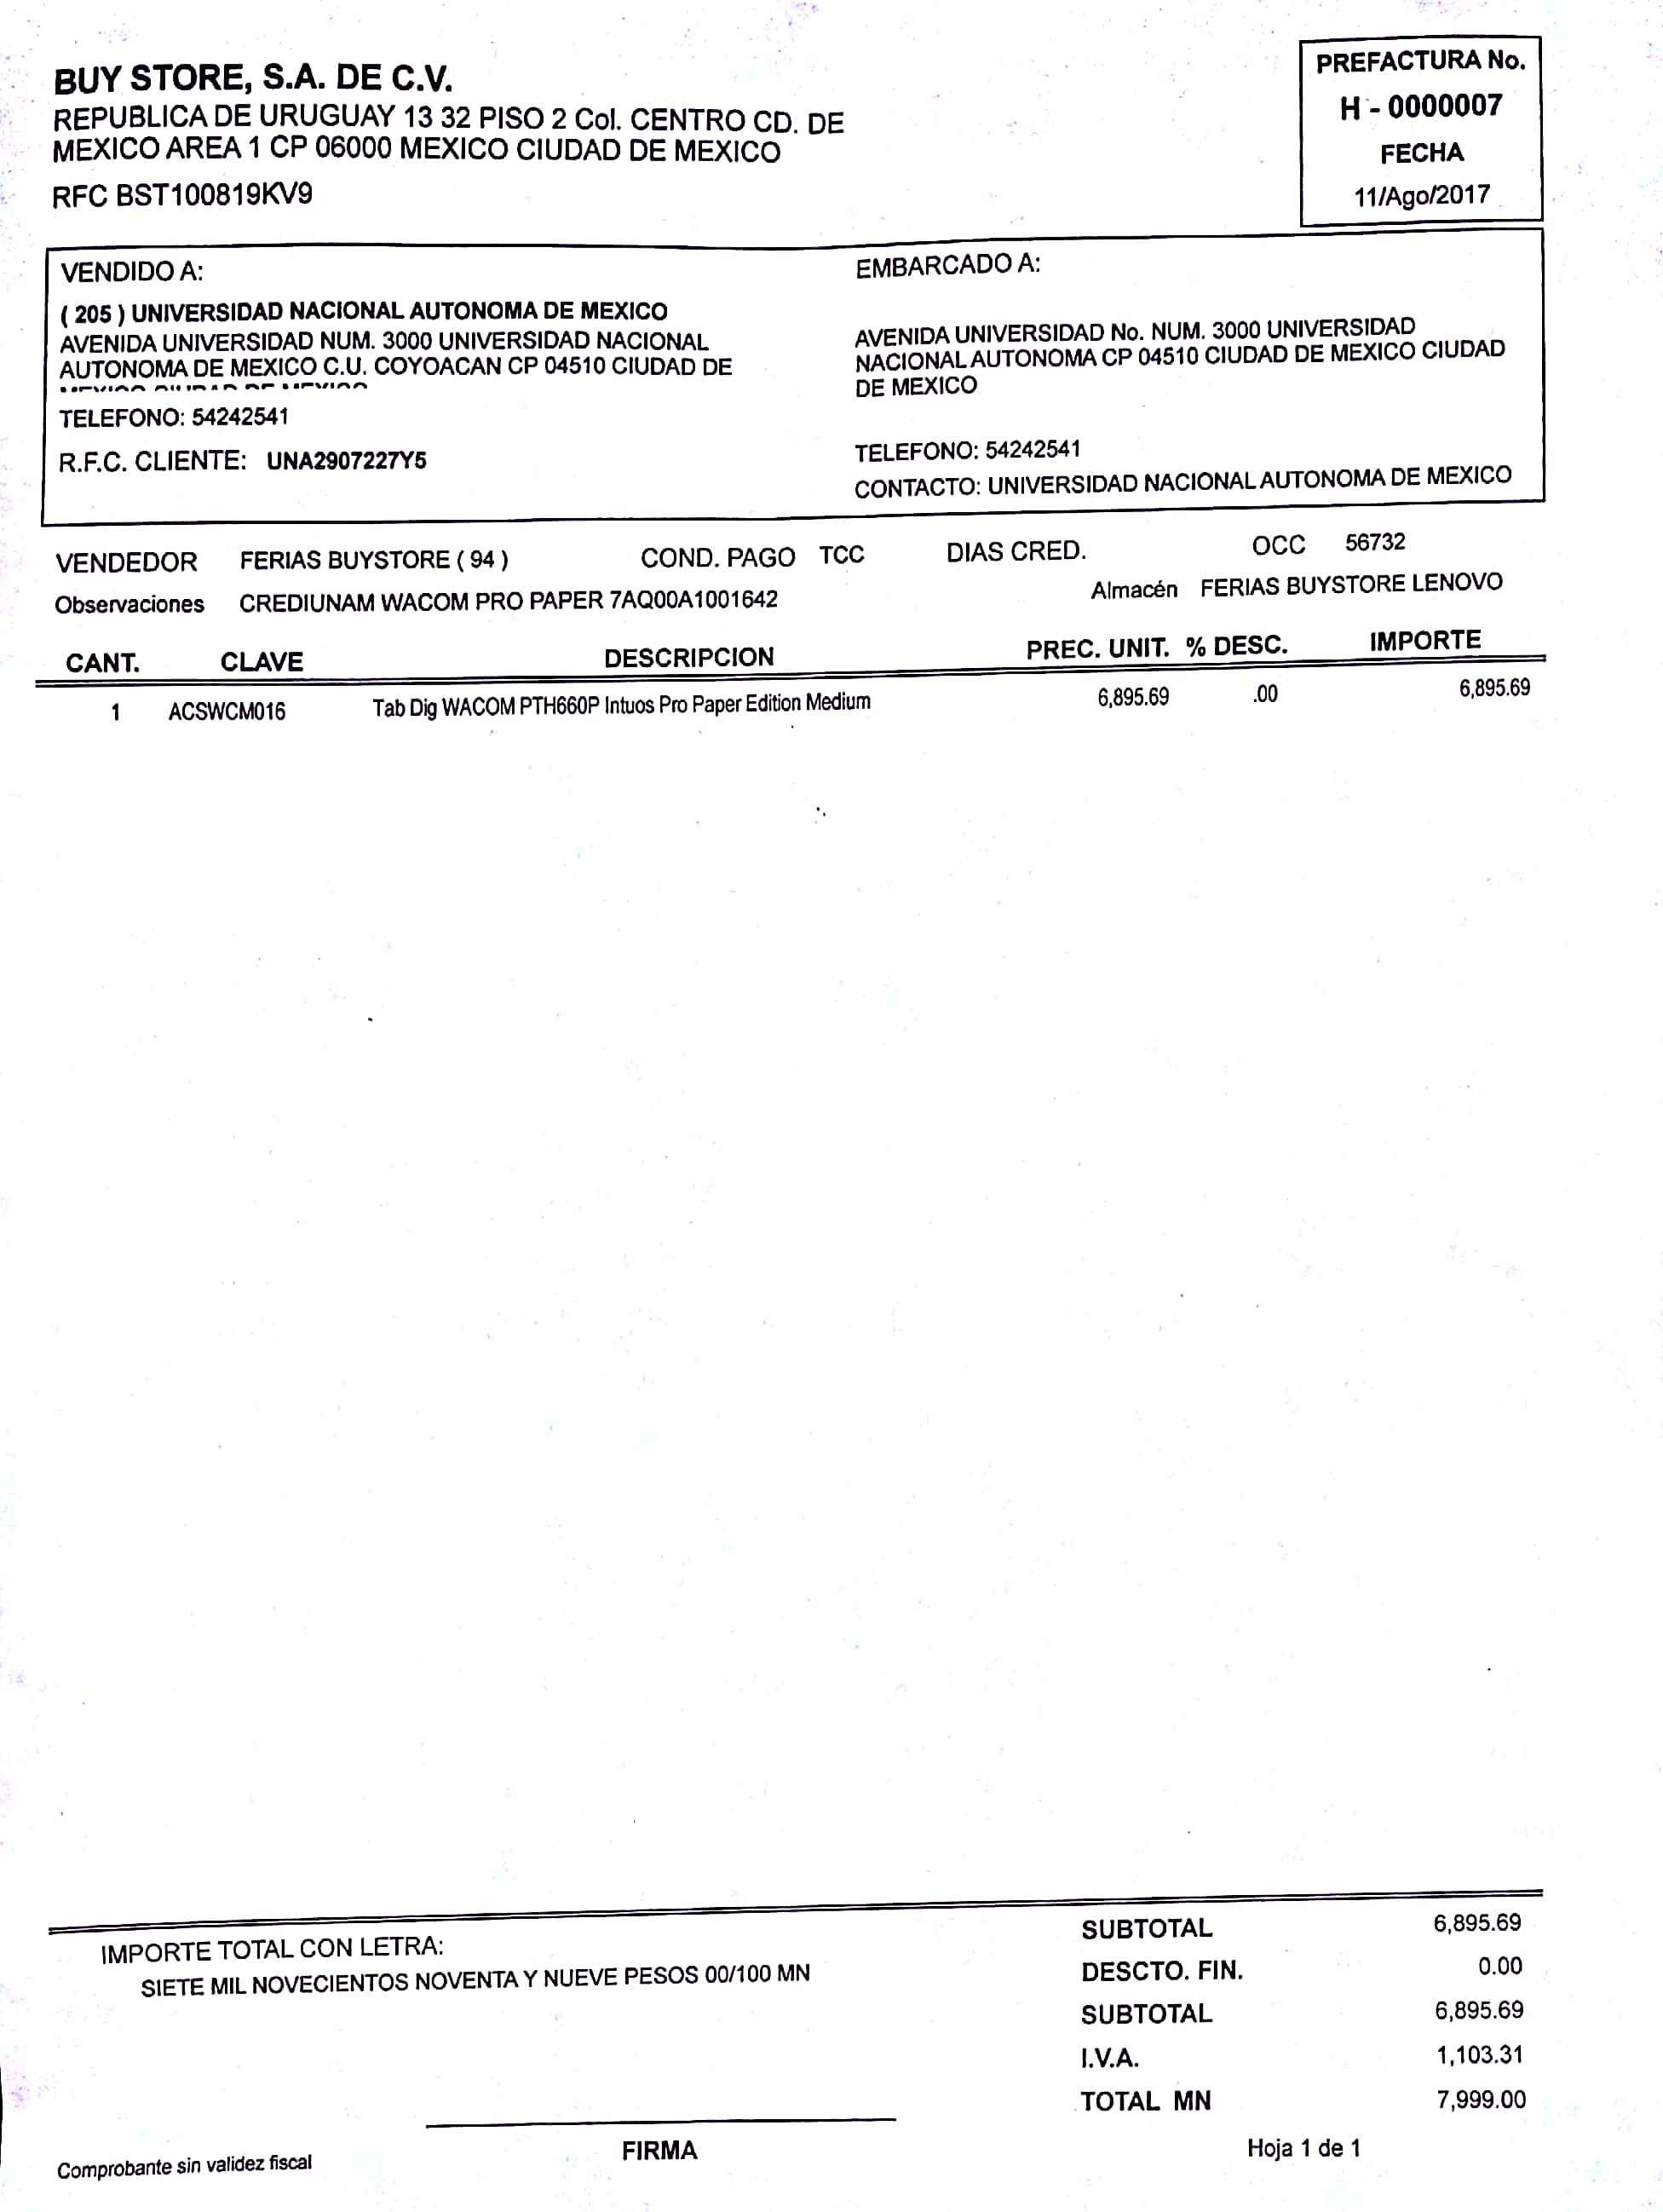 BUY STORE, S.A. DE C.V.
REPUBLICA DE URUGUAY 13 32 PISO 2 Col. CENTRO CD. DE
MEXICO AREA 1 CP 06000 MEXICO CIUDAD DE MEXICO
RFC BST100819KV9
PREFACTURA No.
H - 0000007
FECHA
11/Ago/2017
VENDIDO A:
( 205 ) UNIVERSIDAD NACIONAL AUTONOMA DE MEXICO
AVENIDA UNIVERSIDAD NUM. 3000 UNIVERSIDAD NACIONAL
AUTONOMA DE MEXICO C.U. COYOACAN CP 04510 CIUDAD DE
MEXICO CIUDAD DE MEXICO
TELEFONO: 54242541
R.F.C. CLIENTE: UNA2907227Y5
EMBARCADO A:
AVENIDA UNIVERSIDAD No. NUM. 3000 UNIVERSIDAD
NACIONAL AUTONOMA CP 04510 CIUDAD DE MEXICO CIUDAD
DE MEXICO
TELEFONO: 54242541
CONTACTO: UNIVERSIDAD NACIONAL AUTONOMA DE MEXICO
VENDEDOR FERIAS BUYSTORE ( 94 ) COND. PAGO TCC DIAS CRED. OCC 56732
Observaciones CREDIUNAM WACOM PRO PAPER 7AQ00A1001642 Almacén FERIAS BUYSTORE LENOVO
CANT. CLAVE DESCRIPCION PREC. UNIT. % DESC. IMPORTE
1 ACSWCM016 Tab Dig WACOM PTH660P Intuos Pro Paper Edition Medium 6,895.69 .00 6,895.69
IMPORTE TOTAL CON LETRA:
SIETE MIL NOVECIENTOS NOVENTA Y NUEVE PESOS 00/100 MN
SUBTOTAL 6,895.69
DESCTO. FIN. 0.00
SUBTOTAL 6,895.69
I.V.A. 1,103.31
TOTAL MN 7,999.00
FIRMA
Comprobante sin validez fiscal
Hoja 1 de 1